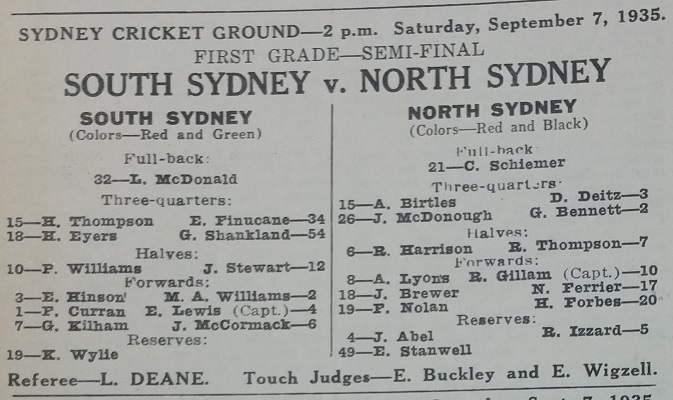 SYDNEY CRICKET GROUND—2 p.m. Saturday, September 7, 1935.
FIRST GRADE—SEMI-FINAL
SOUTH SYDNEY v. NORTH SYDNEY
SOUTH SYDNEY
(Colors—Red and Green)
Full-back:
32—L. McDonald
Three-quarters:
15—H. Thompson E. Finucane—34
18—H. Eyers G. Shankland—54
Halves:
10—P. Williams J. Stewart—12
Forwards:
3—E. Hinson M. A. Williams—2
1—F. Curran E. Lewis (Capt.)—4
7—G. Kilham J. McCormack—6
Reserves:
19—K. Wylie
NORTH SYDNEY
(Colors—Red and Black)
Full-back
21—C. Schiemer
Three-quarters:
15—A. Birtles D. Deitz—3
26—J. McDonough G. Bennett—2
Halves:
6—R. Harrison R. Thompson—7
Forwards:
8—A. Lyons R. Gillam (Capt.)—10
18—J. Brewer N. Ferrier—17
19—F. Nolan H. Forbes—20
Reserves:
4—J. Abel R. Izzard—5
49—E. Stanwell
Referee—L. DEANE. Touch Judges—E. Buckley and E. Wigzell.